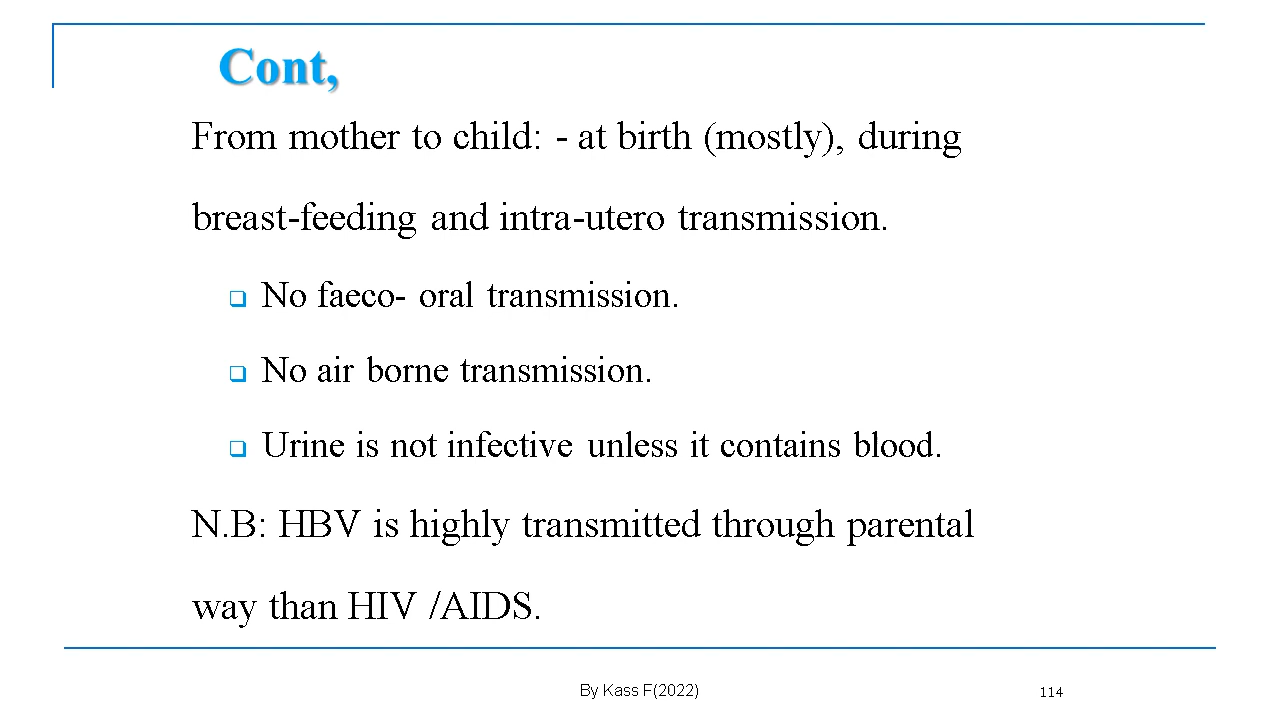 Cont,
From mother to child: - at birth (mostly), during
breast-feeding and intra-utero transmission.
❑ No faeco- oral transmission.
❑ No air borne transmission.
❑ Urine is not infective unless it contains blood.
N.B: HBV is highly transmitted through parental
way than HIV /AIDS.
By Kass F(2022)
114